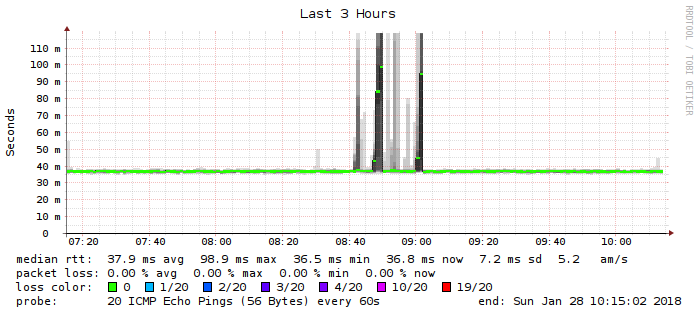 Last 3 Hours
RRDTOOL / TOBI OETIKER
Seconds
110 m
100 m
90 m
80 m
70 m
60 m
50 m
40 m
30 m
20 m
10 m
0
07:20 07:40 08:00 08:20 08:40 09:00 09:20 09:40 10:00
median rtt: 37.9 ms avg 98.9 ms max 36.5 ms min 36.8 ms now 7.2 ms sd 5.2 am/s
packet loss: 0.00 % avg 0.00 % max 0.00 % min 0.00 % now
loss color: 0 1/20 2/20 3/20 4/20 10/20 19/20
probe: 20 ICMP Echo Pings (56 Bytes) every 60s end: Sun Jan 28 10:15:02 2018